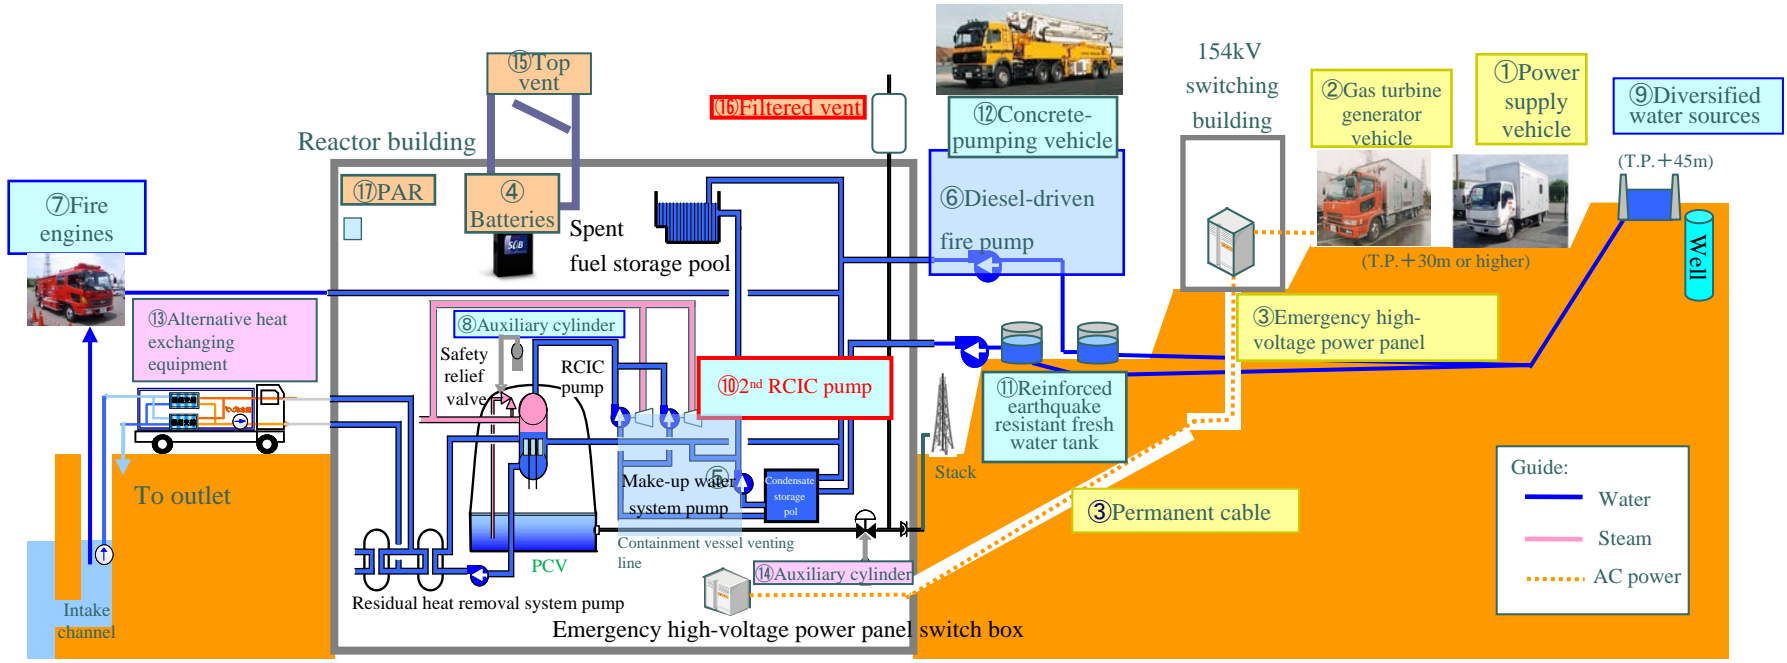 ⑮Top
vent
154kV
switching
building
①Power
supply
vehicle
②Gas turbine
generator
vehicle
⑨Diversified
water sources
⑯Filtered vent
⑫Concrete-
pumping vehicle
Reactor building
(T.P.+45m)
⑰PAR
④
Batteries
⑦Fire
engines
⑥Diesel-driven
fire pump
Spent
fuel storage pool
Well
(T.P.+30m or higher)
⑬Alternative heat
exchanging
equipment
⑧Auxiliary cylinder
③Emergency high-
voltage power panel
Safety
relief
valve
RCIC
pump
⑩2nd RCIC pump
⑪Reinforced
earthquake
resistant fresh
water tank
Stack
Guide:
Water
Steam
AC power
To outlet
⑤
Make-up water
system pump
Condensate
storage
pol
③Permanent cable
Containment vessel venting
line
PCV
⑭Auxiliary cylinder
Intake
channel
Residual heat removal system pump
Emergency high-voltage power panel switch box